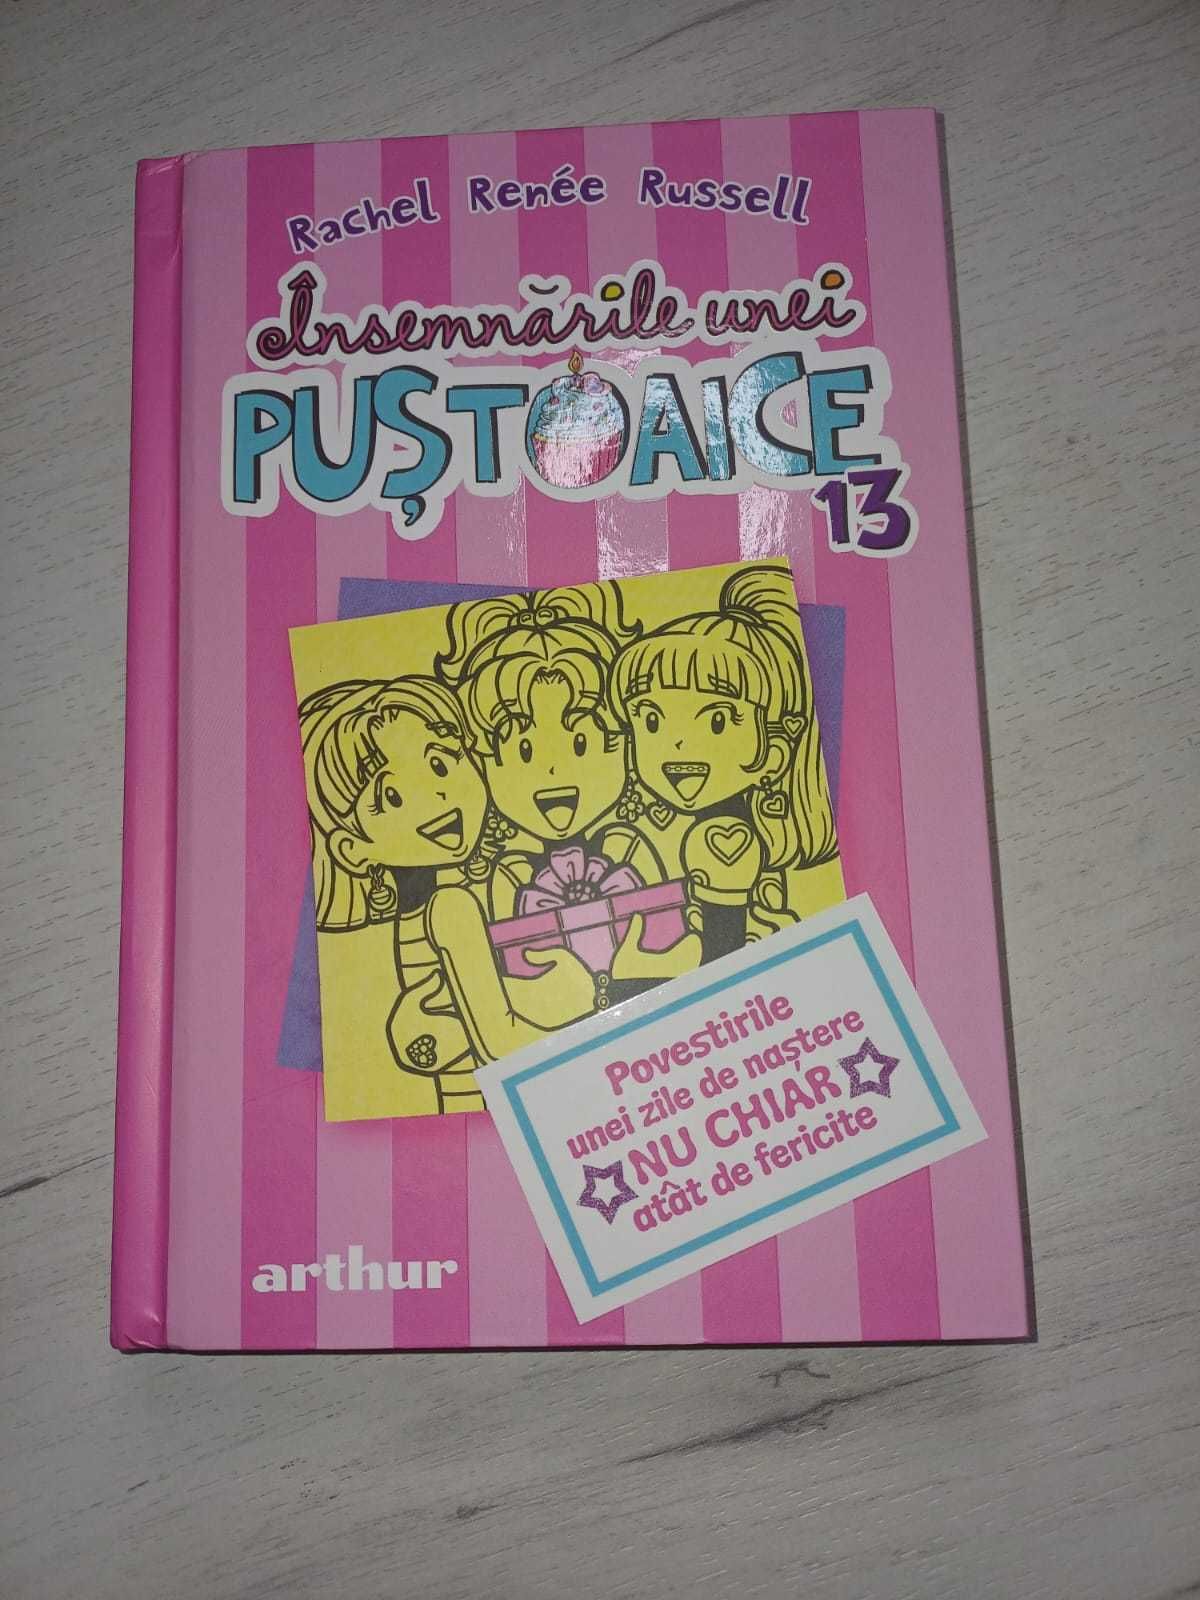 Rachel Renée Russell
Însemnările unei
PUȘTOAICE
13
Povestirile
unei zile de naștere
NU CHIAR
atât de fericite
arthur